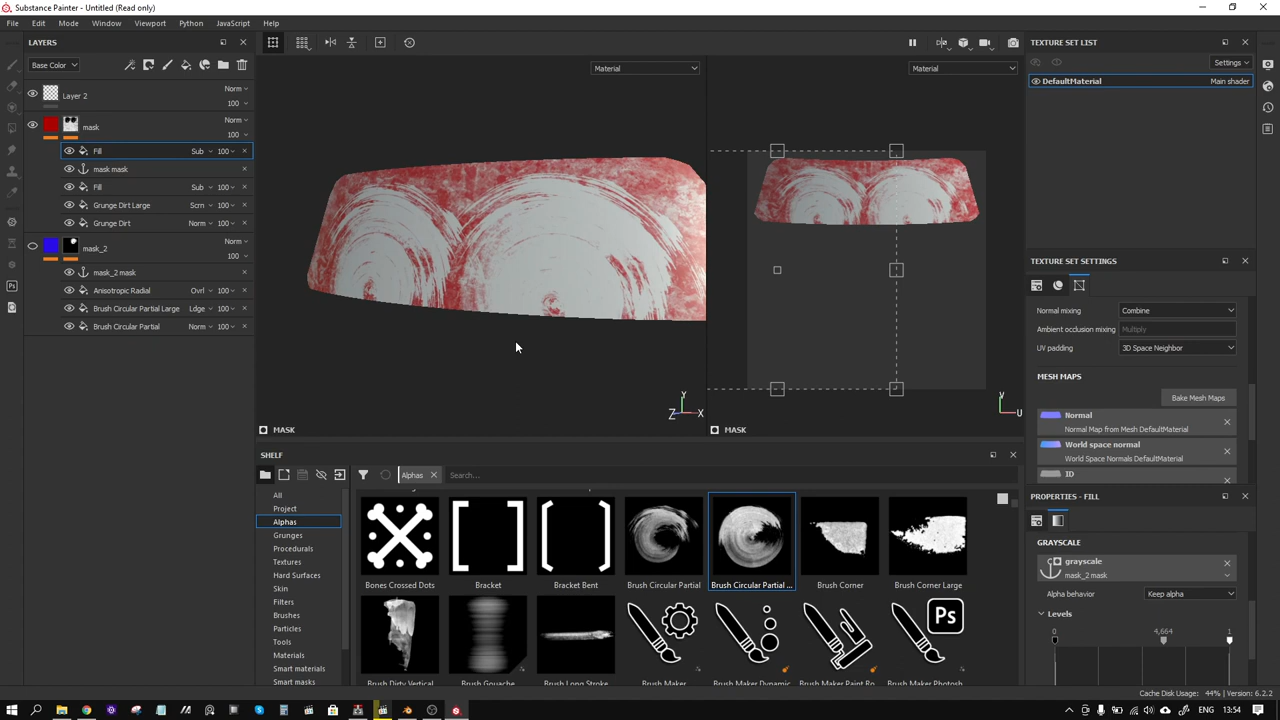 Substance Painter - Untitled (Read only)
File Edit Mode Window Viewport Python JavaScript Help
LAYERS
Base Color
Layer 2 Norm 100
mask Norm 100
Fill Sub 100
mask mask
Fill Sub 100
Grunge Dirt Large Scrn 100
Grunge Dirt Norm 100
mask_2 Norm 100
mask_2 mask
Anisotropic Radial Ovrl 100
Brush Circular Partial Large Ldge 100
Brush Circular Partial Norm 100
Material
Y
Z X
MASK
Material
V
U
MASK
SHELF
Alphas Search...
All
Project
Alphas
Grunges
Procedurals
Textures
Hard Surfaces
Skin
Filters
Brushes
Particles
Tools
Materials
Smart materials
Smart masks
Bones Crossed Dots Bracket Bracket Bent Brush Circular Partial Brush Circular Partial ... Brush Corner Brush Corner Large
Ps
Brush Dirty Vertical Brush Gouache Brush Long Stroke Brush Maker Brush Maker Dynamic Brush Maker Paint Ro... Brush Maker Photosh...
TEXTURE SET LIST
Settings
DefaultMaterial Main shader
TEXTURE SET SETTINGS
Normal mixing Combine
Ambient occlusion mixing Multiply
UV padding 3D Space Neighbor
MESH MAPS
Bake Mesh Maps
Normal
Normal Map from Mesh DefaultMaterial
World space normal
World Space Normals DefaultMaterial
ID
PROPERTIES - FILL
GRAYSCALE
grayscale
mask_2 mask
Alpha behavior Keep alpha
Levels
0 4,664 1
Cache Disk Usage: 44% | Version: 6.2.2
ENG 13:54